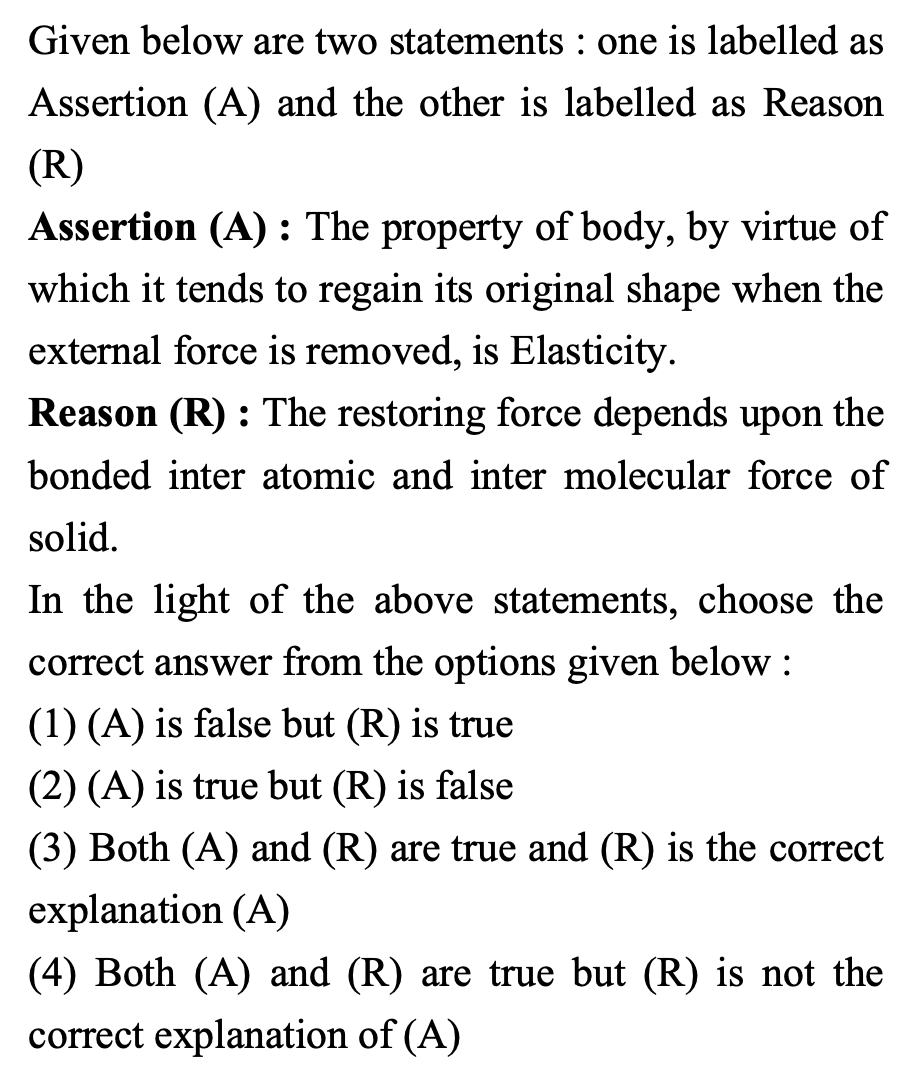 Given below are two statements : one is labelled as
Assertion (A) and the other is labelled as Reason
(R)
Assertion (A) : The property of body, by virtue of
which it tends to regain its original shape when the
external force is removed, is Elasticity.
Reason (R) : The restoring force depends upon the
bonded inter atomic and inter molecular force of
solid.
In the light of the above statements, choose the
correct answer from the options given below :
(1) (A) is false but (R) is true
(2) (A) is true but (R) is false
(3) Both (A) and (R) are true and (R) is the correct
explanation (A)
(4) Both (A) and (R) are true but (R) is not the
correct explanation of (A)